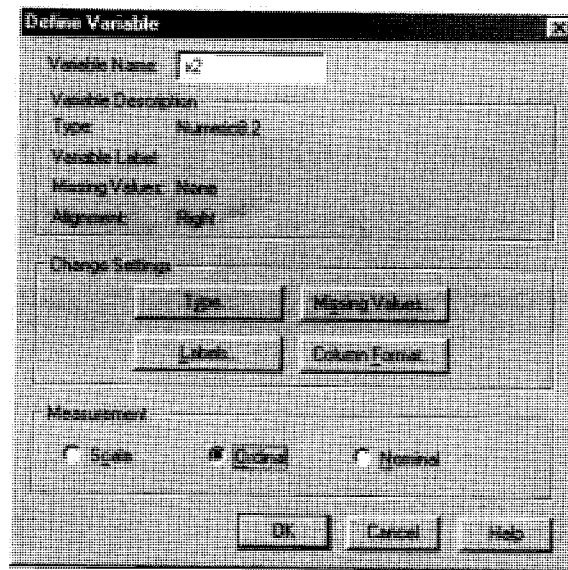 Define Variable
Variable Name: x2
Variable Description
Type: Numeric8.2
Variable Label:
Missing Values: None
Alignment: Right
Change Settings
Type... Missing Values...
Labels... Column Format...
Measurement
Scale Ordinal Nominal
OK Cancel Help